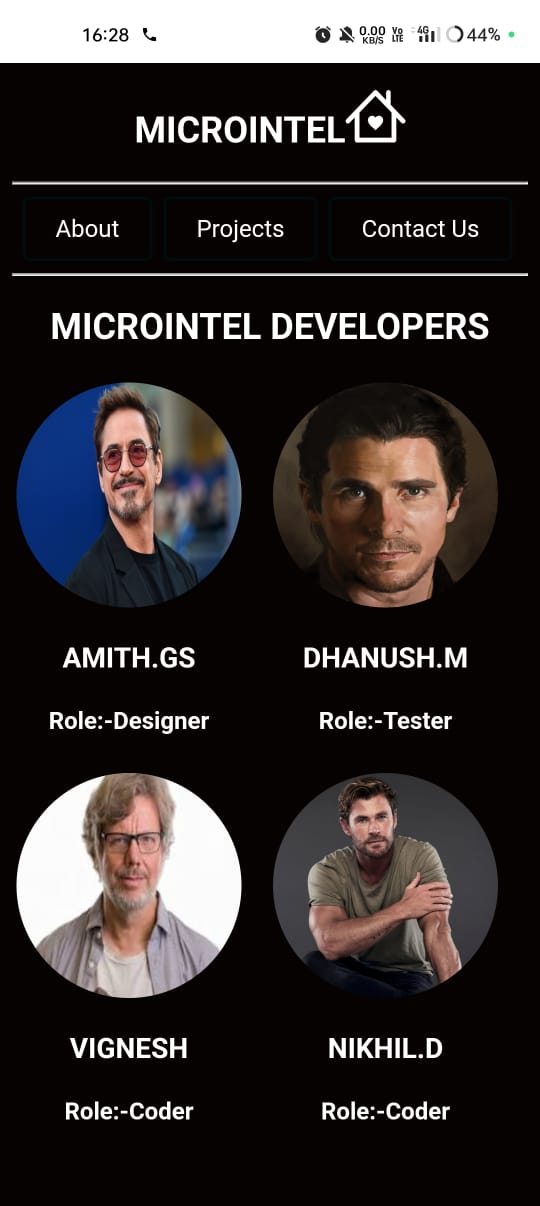 16:28 0.00 KB/S Vo LTE 4G 44%
MICROINTEL
About Projects Contact Us
MICROINTEL DEVELOPERS
AMITH.GS DHANUSH.M
Role:-Designer Role:-Tester
VIGNESH NIKHIL.D
Role:-Coder Role:-Coder